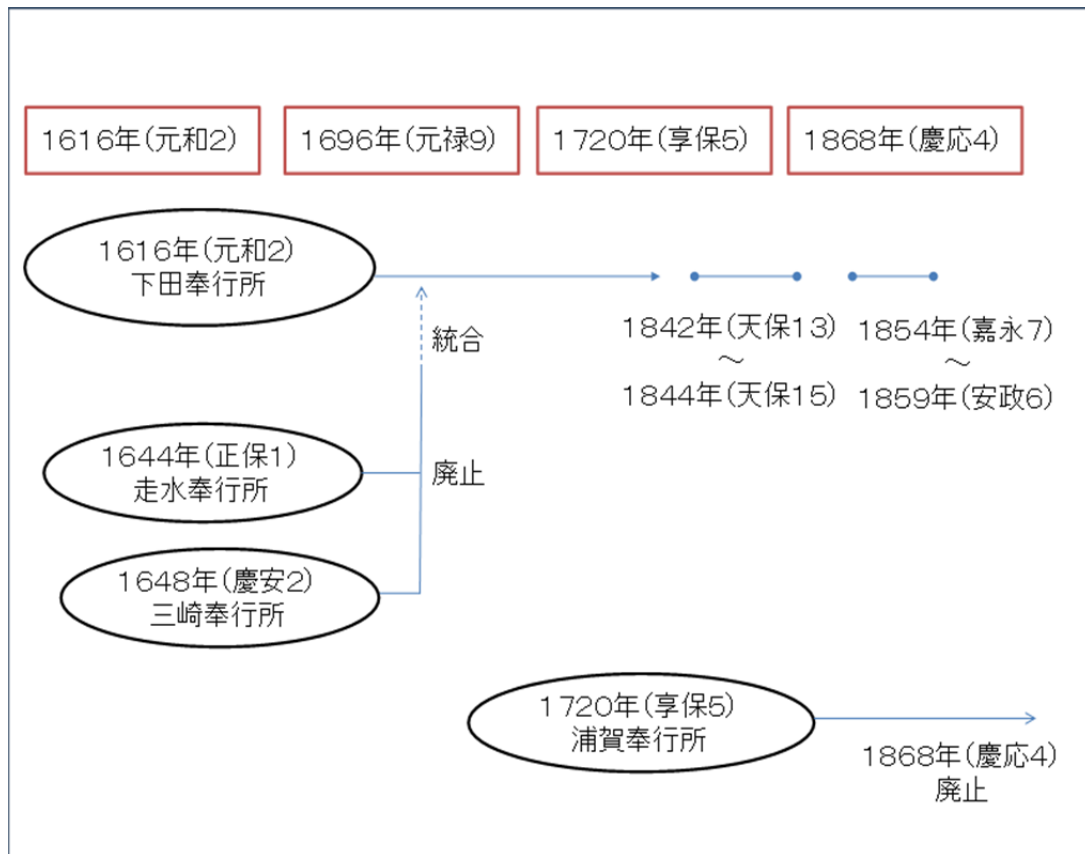 1616年(元和2)
1696年(元禄9)
1720年(享保5)
1868年(慶応4)
1616年(元和2)
下田奉行所
統合
1842年(天保13)
～
1844年(天保15)
1854年(嘉永7)
～
1859年(安政6)
1644年(正保1)
走水奉行所
廃止
1648年(慶安2)
三崎奉行所
1720年(享保5)
浦賀奉行所
1868年(慶応4)
廃止